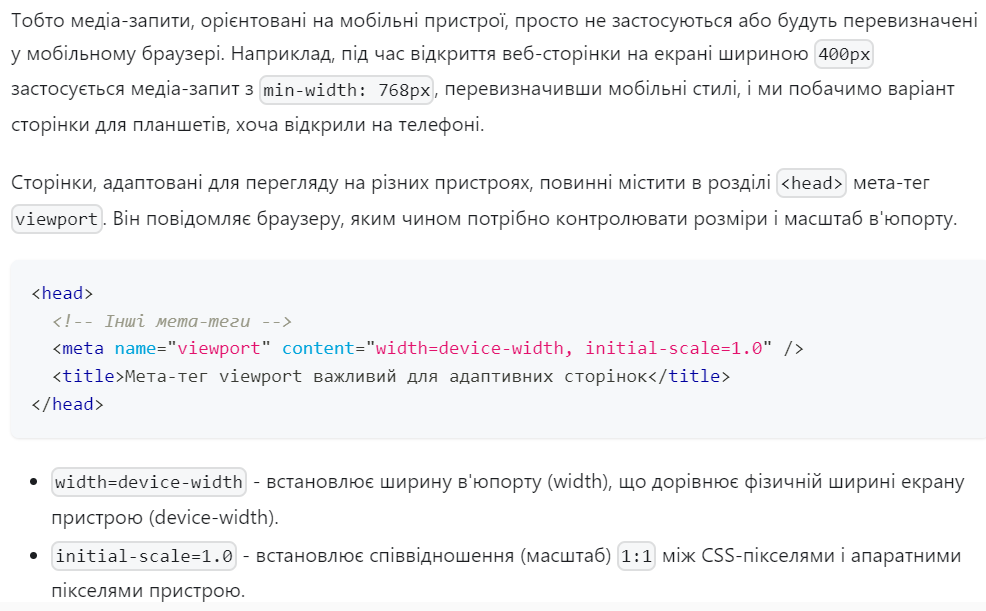 Тобто медіа-запити, орієнтовані на мобільні пристрої, просто не застосуються або будуть перевизначені
у мобільному браузері. Наприклад, під час відкриття веб-сторінки на екрані шириною 400px
застосується медіа-запит з min-width: 768px, перевизначивши мобільні стилі, і ми побачимо варіант
сторінки для планшетів, хоча відкрили на телефоні.
Сторінки, адаптовані для перегляду на різних пристроях, повинні містити в розділі <head> мета-тег
viewport. Він повідомляє браузеру, яким чином потрібно контролювати розміри і масштаб в'юпорту.
<head>
<!-- Інші мета-теги -->
<meta name="viewport" content="width=device-width, initial-scale=1.0" />
<title>Мета-тег viewport важливий для адаптивних сторінок</title>
</head>
• width=device-width - встановлює ширину в'юпорту (width), що дорівнює фізичній ширині екрану
пристрою (device-width).
• initial-scale=1.0 - встановлює співвідношення (масштаб) 1:1 між CSS-пікселями і апаратними
пікселями пристрою.